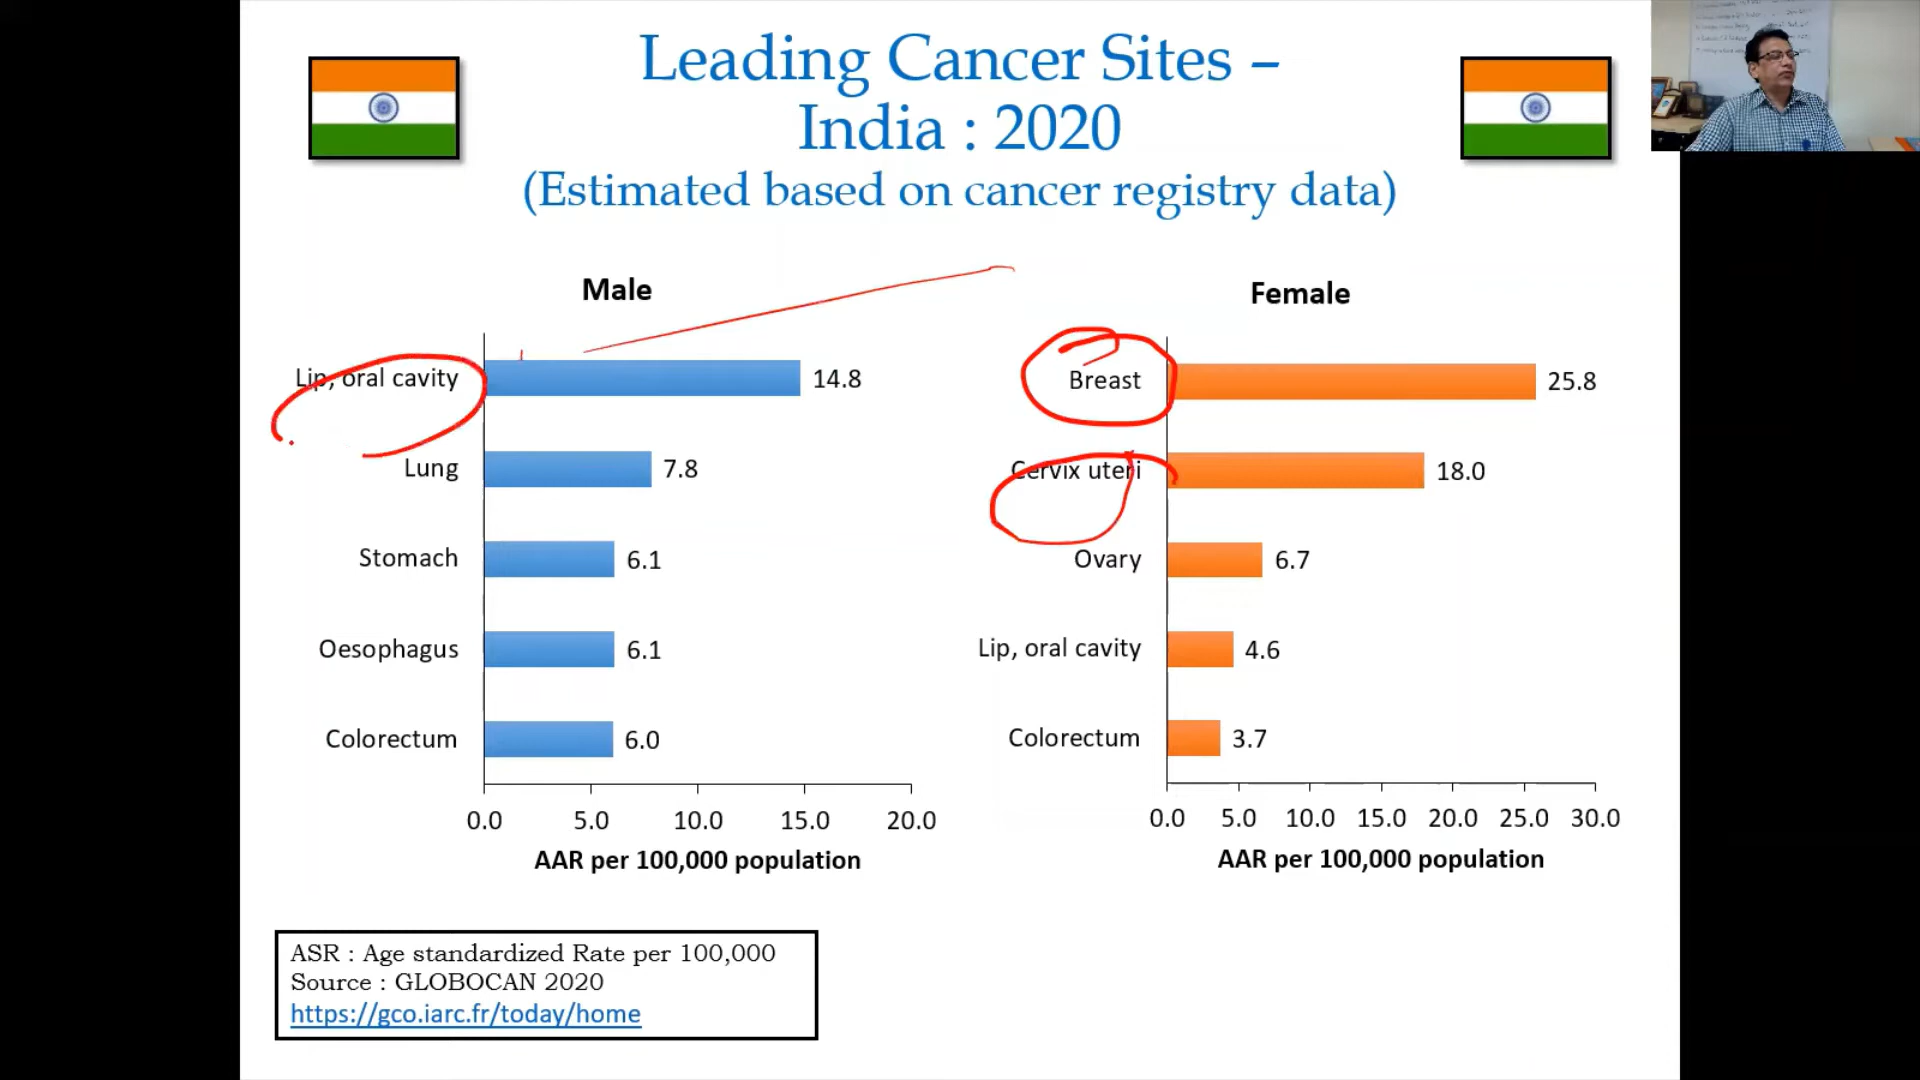 Leading Cancer Sites –
India : 2020
(Estimated based on cancer registry data)
Male
Lip, oral cavity 14.8
Lung 7.8
Stomach 6.1
Oesophagus 6.1
Colorectum 6.0
0.0 5.0 10.0 15.0 20.0
AAR per 100,000 population
Female
Breast 25.8
Cervix uteri 18.0
Ovary 6.7
Lip, oral cavity 4.6
Colorectum 3.7
0.0 5.0 10.0 15.0 20.0 25.0 30.0
AAR per 100,000 population
ASR : Age standardized Rate per 100,000
Source : GLOBOCAN 2020
https://gco.iarc.fr/today/home